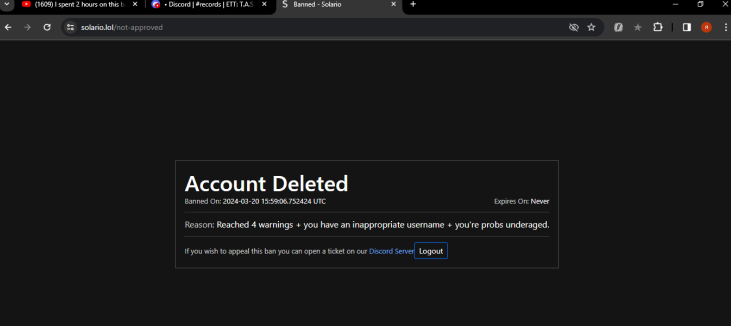 (1609) I spent 2 hours on this b
• Discord | #records | ETT: T.A.S
Banned - Solario
solario.lol/not-approved
Account Deleted
Banned On: 2024-03-20 15:59:06.752424 UTC
Expires On: Never
Reason: Reached 4 warnings + you have an inappropriate username + you're probs underaged.
If you wish to appeal this ban you can open a ticket on our Discord Server Logout